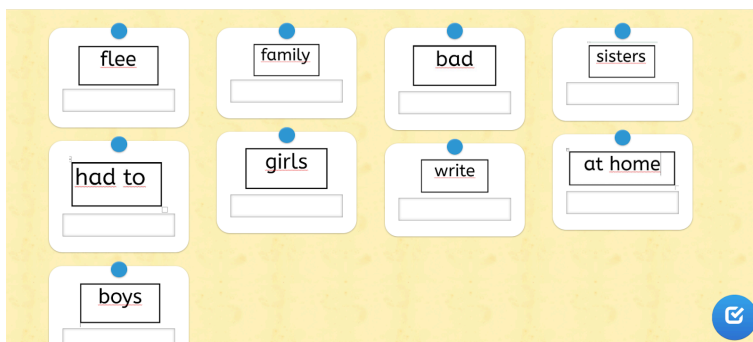 flee
family
bad
sisters
had to
girls
write
at home
boys